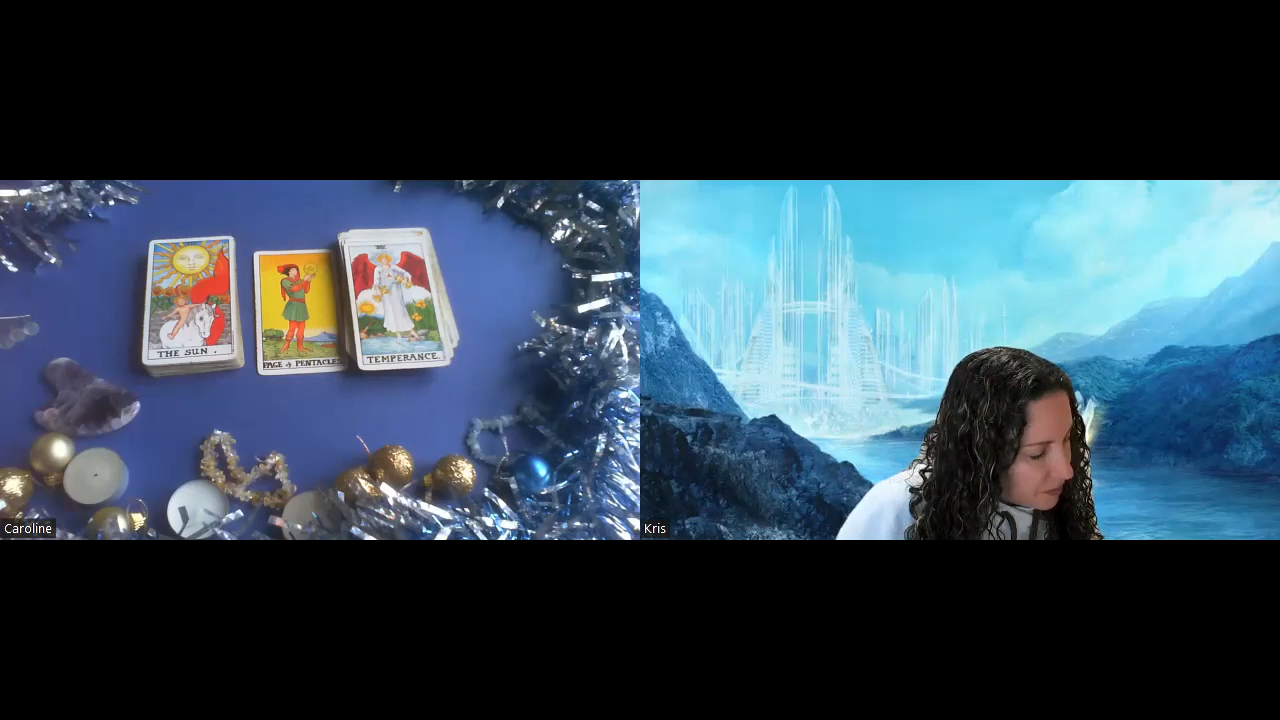 THE SUN .
PAGE of PENTACLES
TEMPERANCE.
Caroline
Kris